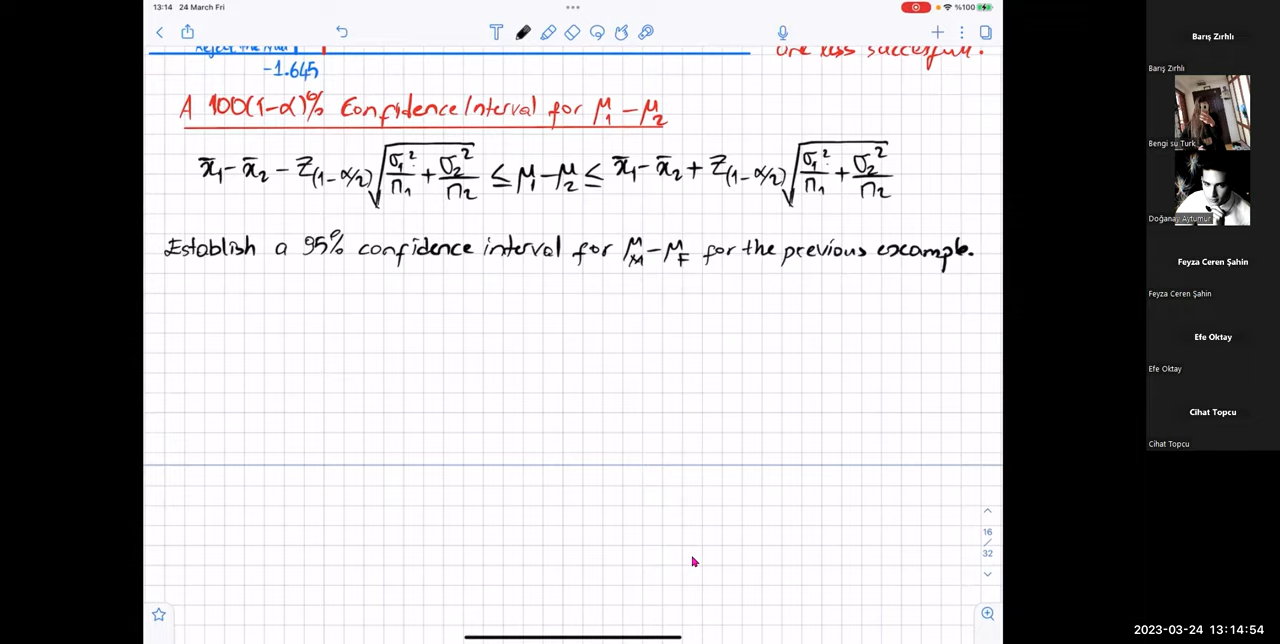 13:14 24 March Fri
%100
Reject the Null
-1.645
are less successful.
A 100(1-α)% Confidence Interval for μ₁-μ₂
x̄₁-x̄₂-Z(1-α/2)√(σ₁²/n₁+σ₂²/n₂) ≤ μ₁-μ₂ ≤ x̄₁-x̄₂+Z(1-α/2)√(σ₁²/n₁+σ₂²/n₂)
Establish a 95% confidence interval for μM-μF for the previous example.
16
32
Barış Zırhlı
Barış Zırhlı
Bengi su Turk
Doğanay Aytumur
Feyza Ceren Şahin
Feyza Ceren Şahin
Efe Oktay
Efe Oktay
Cihat Topcu
Cihat Topcu
2023-03-24 13:14:54